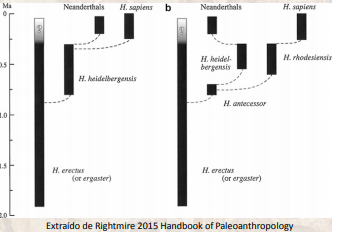 Ma
Neanderthals
H. sapiens
b
Neanderthals
H. sapiens
0
0.5
1.0
1.5
2.0
H. heidelbergensis
H. erectus
(or ergaster)
H. heidel-
bergensis
H. rhodesiensis
H. antecessor
H. erectus
(or ergaster)
Extraído de Rightmire 2015 Handbook of Paleoanthropology